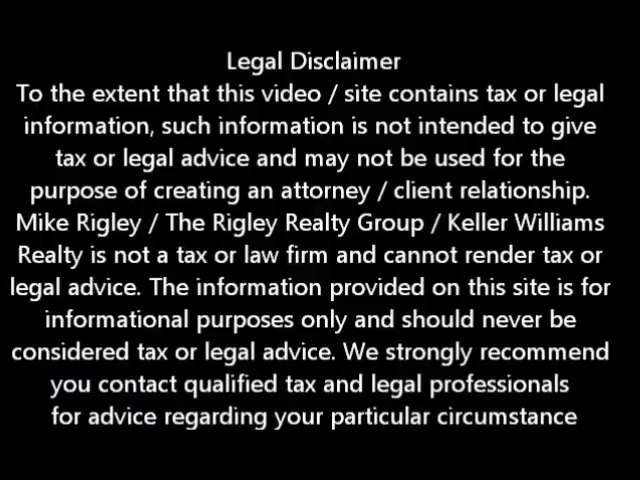 Legal Disclaimer
To the extent that this video / site contains tax or legal
information, such information is not intended to give
tax or legal advice and may not be used for the
purpose of creating an attorney / client relationship.
Mike Rigley / The Rigley Realty Group / Keller Williams
Realty is not a tax or law firm and cannot render tax or
legal advice. The information provided on this site is for
informational purposes only and should never be
considered tax or legal advice. We strongly recommend
you contact qualified tax and legal professionals
for advice regarding your particular circumstance